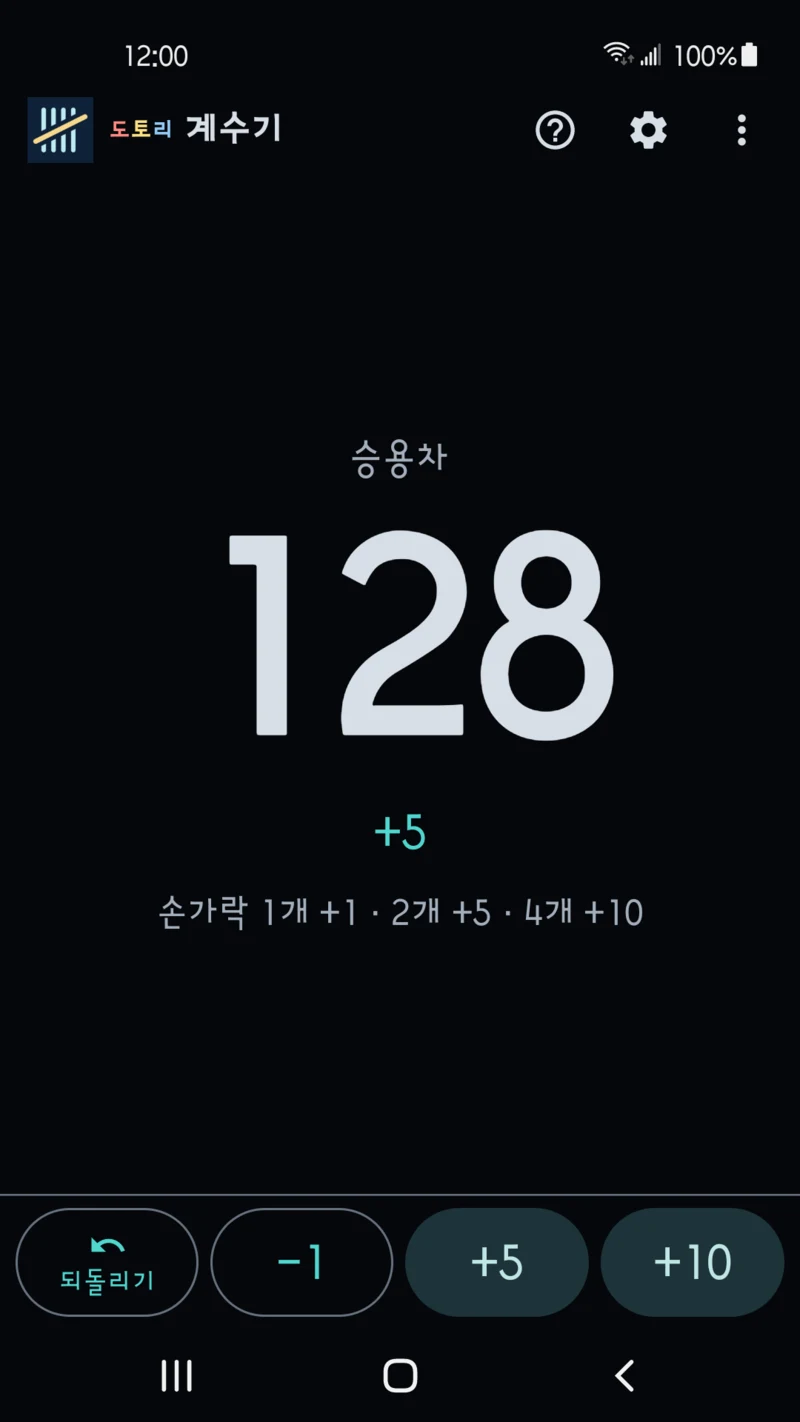 12:00 100%
도토리 계수기
승용차
128
+5
손가락 1개 +1 · 2개 +5 · 4개 +10
되돌리기 −1 +5 +10